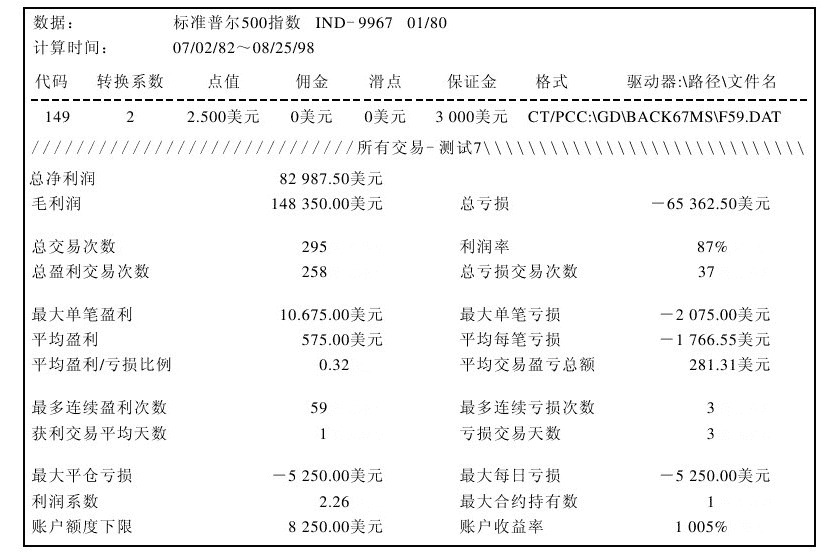 数据： 标准普尔500指数 IND-9967 01/80
计算时间： 07/02/82～08/25/98
代码 转换系数 点值 佣金 滑点 保证金 格式 驱动器:\路径\文件名
149 2 2.500美元 0美元 0美元 3 000美元 CT/PCC:\GD\BACK67MS\F59.DAT
/////////////////////////////所有交易-测试7\\\\\\\\\\\\\\\\\\\\\\\\\\\\\
总净利润 82 987.50美元
毛利润 148 350.00美元 总亏损 －65 362.50美元
总交易次数 295 利润率 87%
总盈利交易次数 258 总亏损交易次数 37
最大单笔盈利 10.675.00美元 最大单笔亏损 －2 075.00美元
平均盈利 575.00美元 平均每笔亏损 －1 766.55美元
平均盈利/亏损比例 0.32 平均交易盈亏总额 281.31美元
最多连续盈利次数 59 最多连续亏损次数 3
获利交易平均天数 1 亏损交易天数 3
最大平仓亏损 －5 250.00美元 最大每日亏损 －5 250.00美元
利润系数 2.26 最大合约持有数 1
账户额度下限 8 250.00美元 账户收益率 1 005%